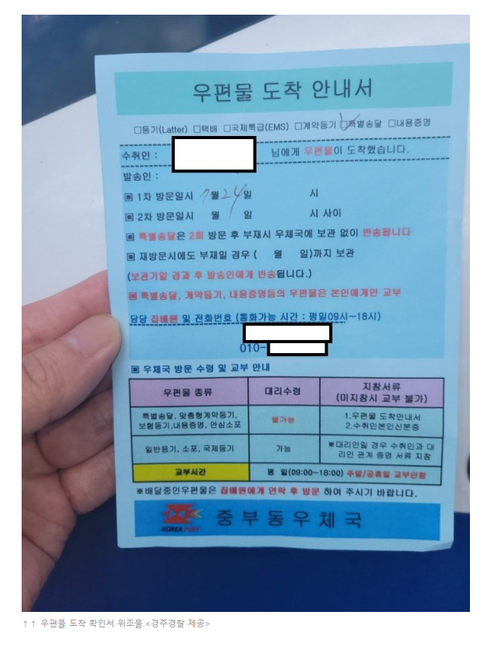 우편물 도착 안내서
□등기(Latter) □택배 □국제특급(EMS) □계약등기 □특별송달 □내용증명
수취인 : 님에게 우편물이 도착했습니다.
발송인 :
▣ 1차 방문일시 7월 24일 시
▣ 2차 방문일시 월 일 시 사이
▣ 특별송달은 2회 방문 후 부재시 우체국에 보관 없이 반송됩니다
▣ 재방문시에도 부재일 경우 ( 월 일)까지 보관
(보관기일 경과 후 발송인에게 반송됩니다.)
▣ 특별송달, 계약등기, 내용증명등의 우편물은 본인에게만 교부
담당 집배원 및 전화번호 (통화가능 시간 : 평일09시~18시)
010-
▣ 우체국 방문 수령 및 교부 안내
우편물 종류 대리수령 지참서류
(미지참시 교부 불가)
특별송달, 맞춤형계약등기,
보험등기,내용증명, 안심소포
불가능
1.우편물 도착안내서
2.수취인본인신분증
일반등기, 소포, 국제등기
가능
※대리인일 경우 수취인과 대
리인 관계 증명 서류 지참
교부시간 평 일(09:00~18:00) 주말/공휴일 교부안함
※배달중인우편물은 집배원에게 연락 후 방문 하여 주시기 바랍니다.
KOREA POST
중부동우체국
↑↑ 우편물 도착 확인서 위조물.<경주경찰 제공>